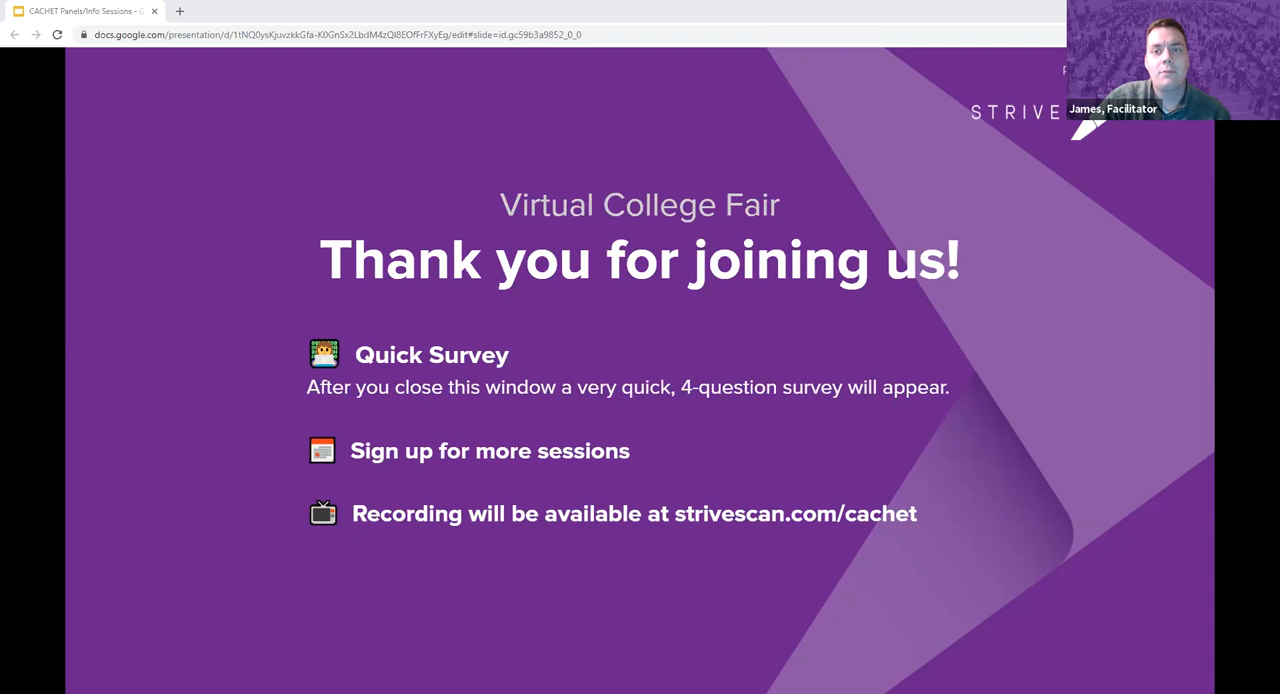 CACHET Panels/Info Sessions - G
docs.google.com/presentation/d/1tNQ0ysKjuvzkkGfa-K0GnSx2LbdM4zQI8EOfFrFXyEg/edit#slide=id.gc59b3a9852_0_0
James, Facilitator
STRIVE
Virtual College Fair
Thank you for joining us!
Quick Survey
After you close this window a very quick, 4-question survey will appear.
Sign up for more sessions
Recording will be available at strivescan.com/cachet